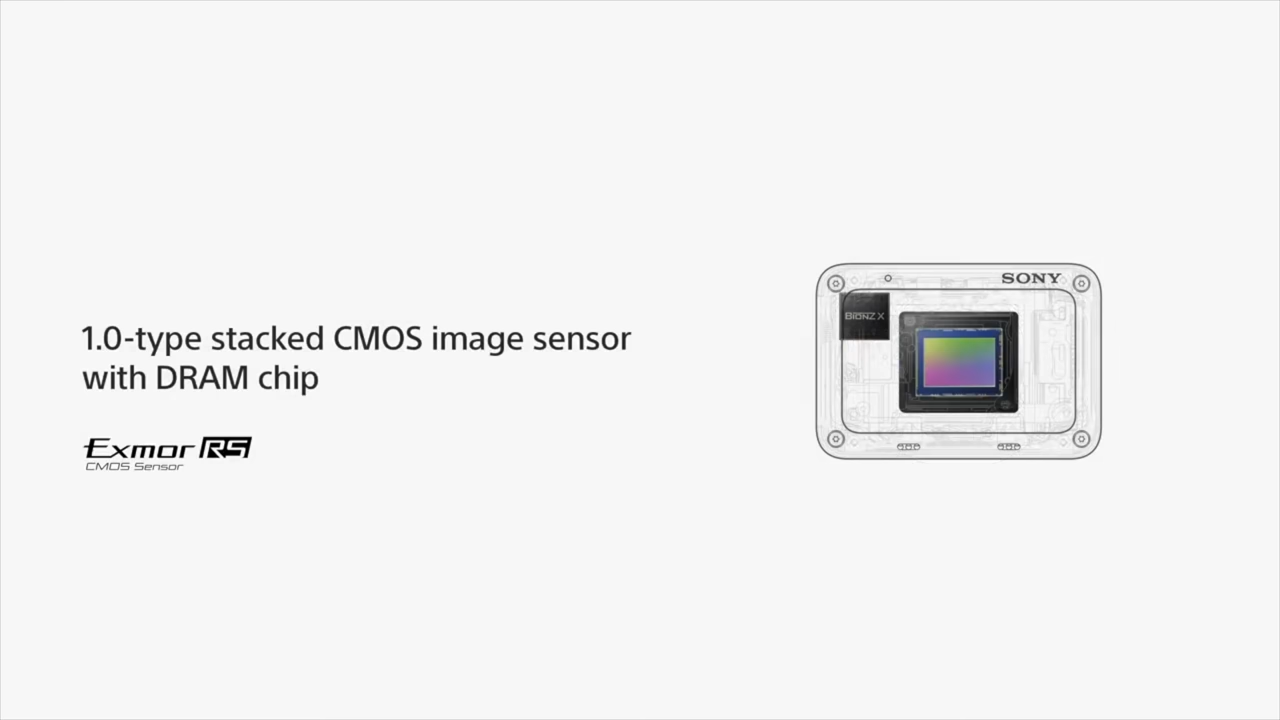 1.0-type stacked CMOS image sensor
with DRAM chip
Exmor RS
CMOS Sensor
SONY
BIONZ X